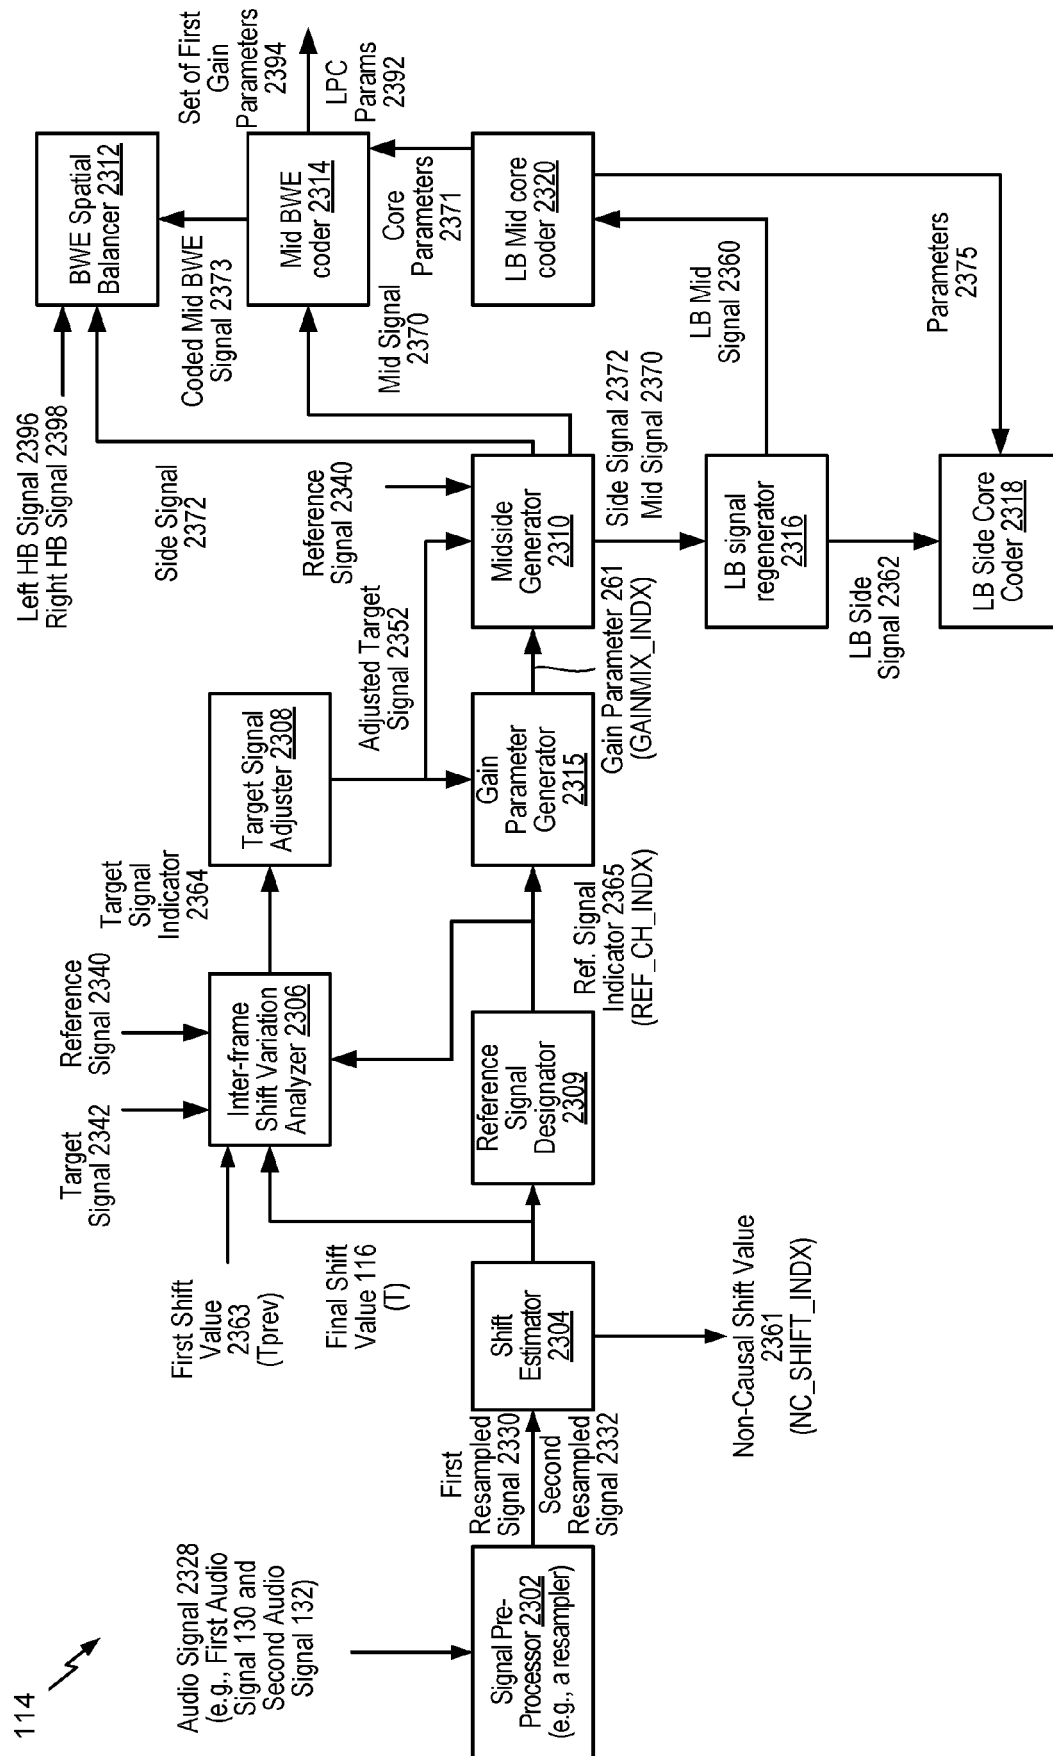 114
Audio Signal 2328
(e.g., First Audio
Signal 130 and
Second Audio
Signal 132)
Signal Pre-
Processor 2302
(e.g., a resampler)
First
Resampled
Signal 2330
Second
Resampled
Signal 2332
Shift
Estimator
2304
Non-Causal Shift Value
2361
(NC_SHIFT_INDX)
First Shift
Value
2363
(Tprev)
Final Shift
Value 116
(T)
Target
Signal 2342
Reference
Signal 2340
Inter-frame
Shift Variation
Analyzer 2306
Reference
Signal
Designator
2309
Ref. Signal
Indicator 2365
(REF_CH_INDX)
Target
Signal
Indicator
2364
Target Signal
Adjuster 2308
Adjusted Target
Signal 2352
Gain
Parameter
Generator
2315
Gain Parameter 261
(GAINMIX_INDX)
Reference
Signal 2340
Midside
Generator
2310
Side Signal 2372
Mid Signal 2370
Left HB Signal 2396
Right HB Signal 2398
Side Signal
2372
Mid Signal
2370
LB signal
regenerator
2316
LB Mid
Signal 2360
LB Side
Signal 2362
LB Side Core
Coder 2318
Parameters
2375
LB Mid core
coder 2320
Core
Parameters
2371
Mid BWE
coder 2314
Coded Mid BWE
Signal 2373
BWE Spatial
Balancer 2312
Set of First
Gain
Parameters
2394
LPC
Params
2392